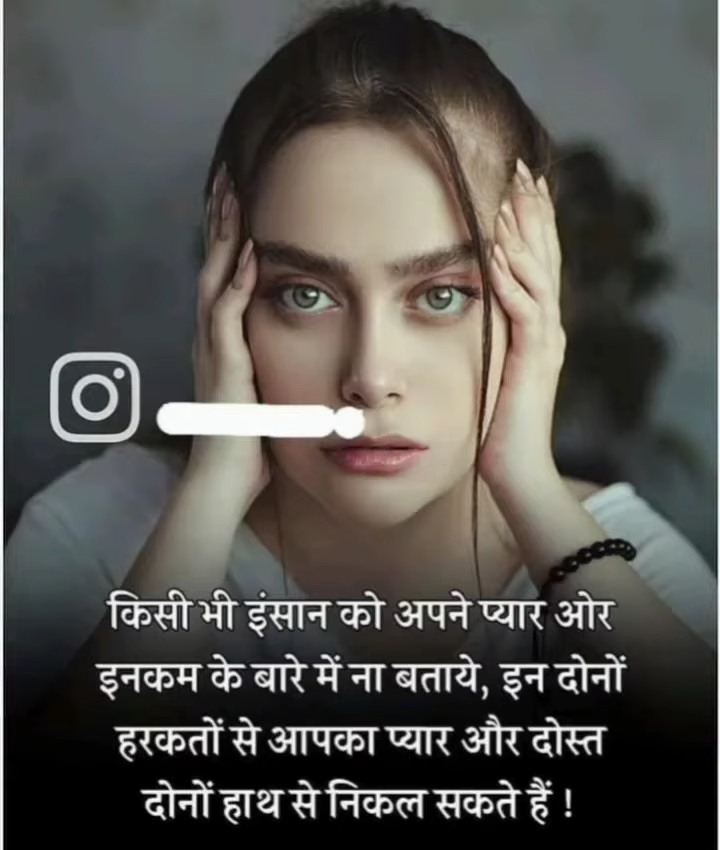 किसी भी इंसान को अपने प्यार ओर
इनकम के बारे में ना बताये, इन दोनों
हरकतों से आपका प्यार और दोस्त
दोनों हाथ से निकल सकते हैं !